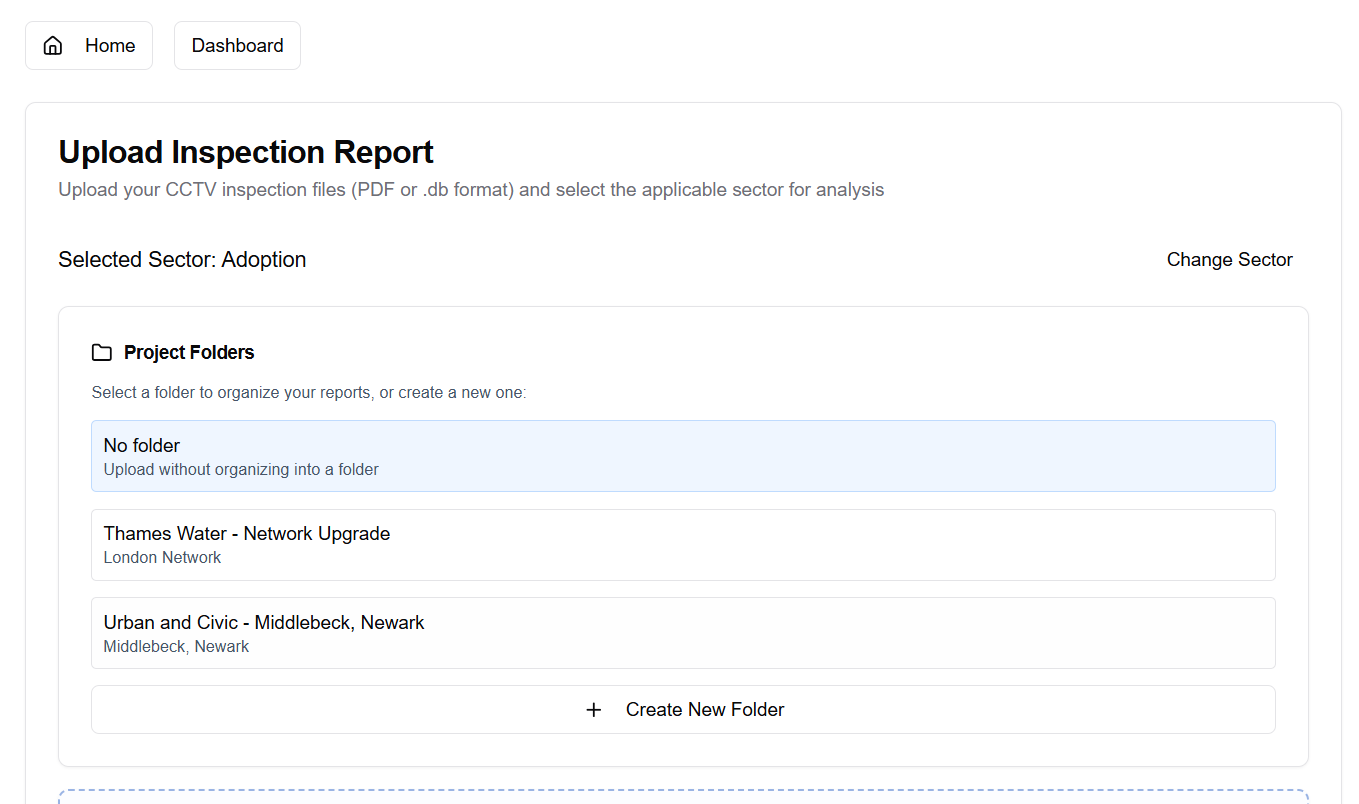 Home
Dashboard
Upload Inspection Report
Upload your CCTV inspection files (PDF or .db format) and select the applicable sector for analysis
Selected Sector: Adoption
Change Sector
Project Folders
Select a folder to organize your reports, or create a new one:
No folder
Upload without organizing into a folder
Thames Water - Network Upgrade
London Network
Urban and Civic - Middlebeck, Newark
Middlebeck, Newark
Create New Folder